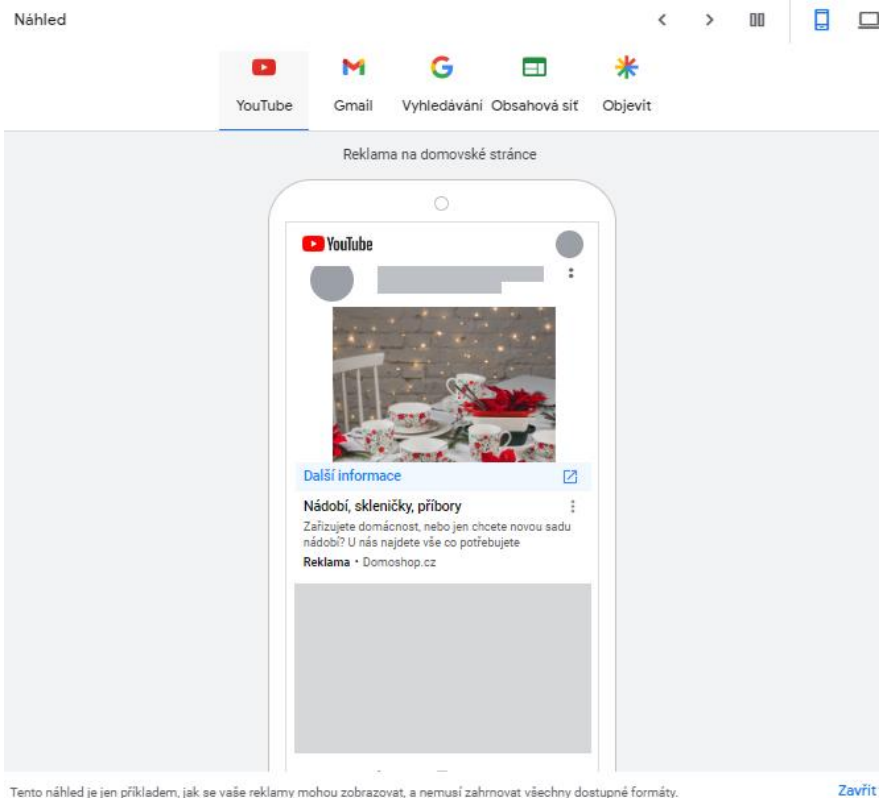 Náhled
YouTube
Gmail
Vyhledávání
Obsahová síť
Objevit
Reklama na domovské stránce
YouTube
Další informace
Nádobí, skleničky, příbory
Zařizujete domácnost, nebo jen chcete novou sadu
nádobí? U nás najdete vše co potřebujete
Reklama • Domoshop.cz
Tento náhled je jen příkladem, jak se vaše reklamy mohou zobrazovat, a nemusí zahrnovat všechny dostupné formáty.
Zavřít